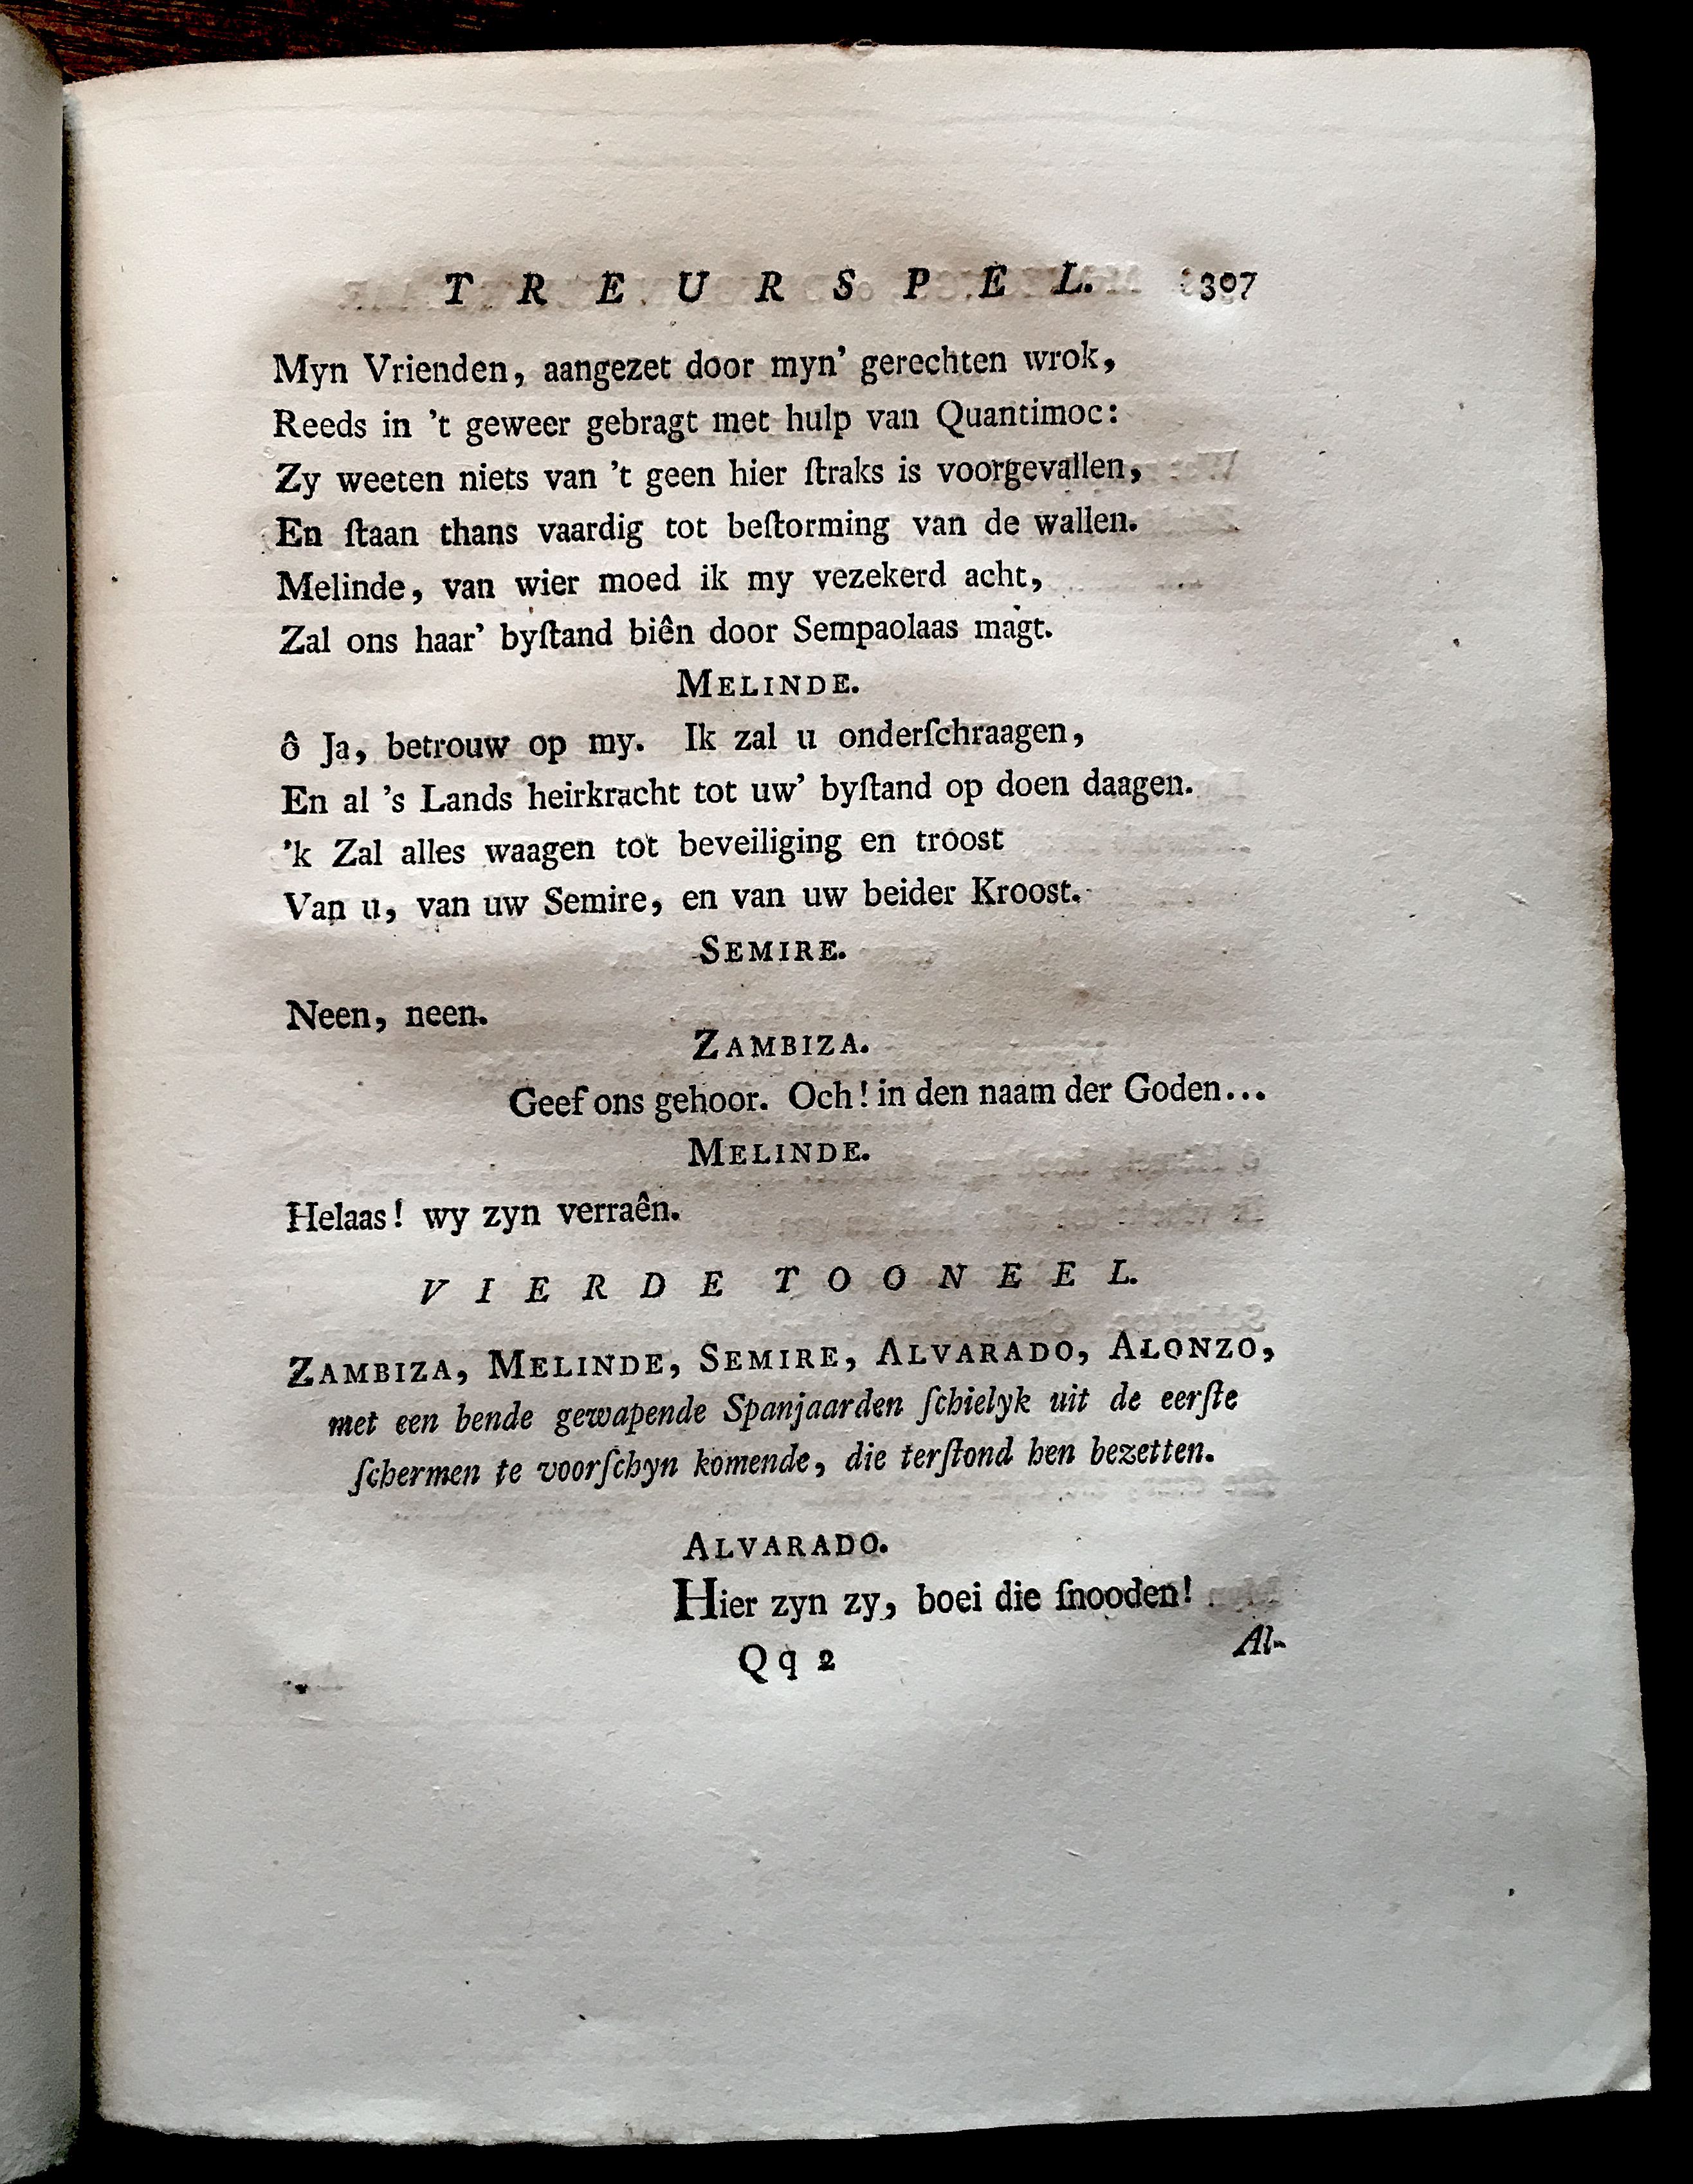 T R E U R S P E L. 307
Myn Vrienden, aangezet door myn' gerechten wrok,
Reeds in 't geweer gebragt met hulp van Quantimoc:
Zy weeten niets van 't geen hier ſtraks is voorgevallen,
En ſtaan thans vaardig tot beſtorming van de wallen.
Melinde, van wier moed ik my vezekerd acht,
Zal ons haar' byſtand biên door Sempaolaas magt.
MELINDE.
ô Ja, betrouw op my. Ik zal u onderſchraagen,
En al 's Lands heirkracht tot uw' byſtand op doen daagen.
'k Zal alles waagen tot beveiliging en troost
Van u, van uw Semire, en van uw beider Kroost.
SEMIRE.
Neen, neen.
ZAMBIZA.
Geef ons gehoor. Och! in den naam der Goden...
MELINDE.
Helaas! wy zyn verraên.
V I E R D E T O O N E E L.
ZAMBIZA, MELINDE, SEMIRE, ALVARADO, ALONZO,
met een bende gewapende Spanjaarden ſchielyk uit de eerſte
ſchermen te voorſchyn komende, die terſtond hen bezetten.
ALVARADO.
Hier zyn zy, boei die ſnooden!
Qq 2
Al-